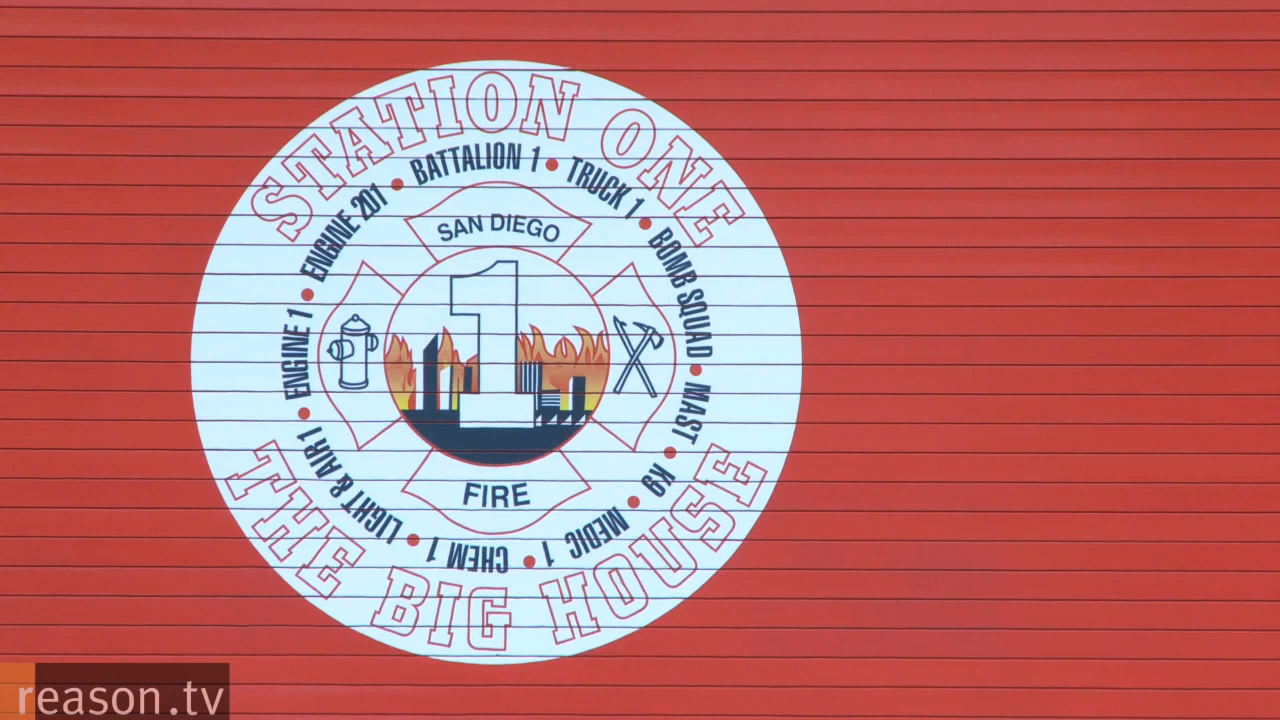 STATION ONE
BATTALION 1 • TRUCK 1 • BOMB SQUAD • MAST • K9 • MEDIC 1 • CHEM 1 • LIGHT & AIR 1 • ENGINE 1 • ENGINE 201 •
SAN DIEGO
1
FIRE
THE BIG HOUSE
reason.tv